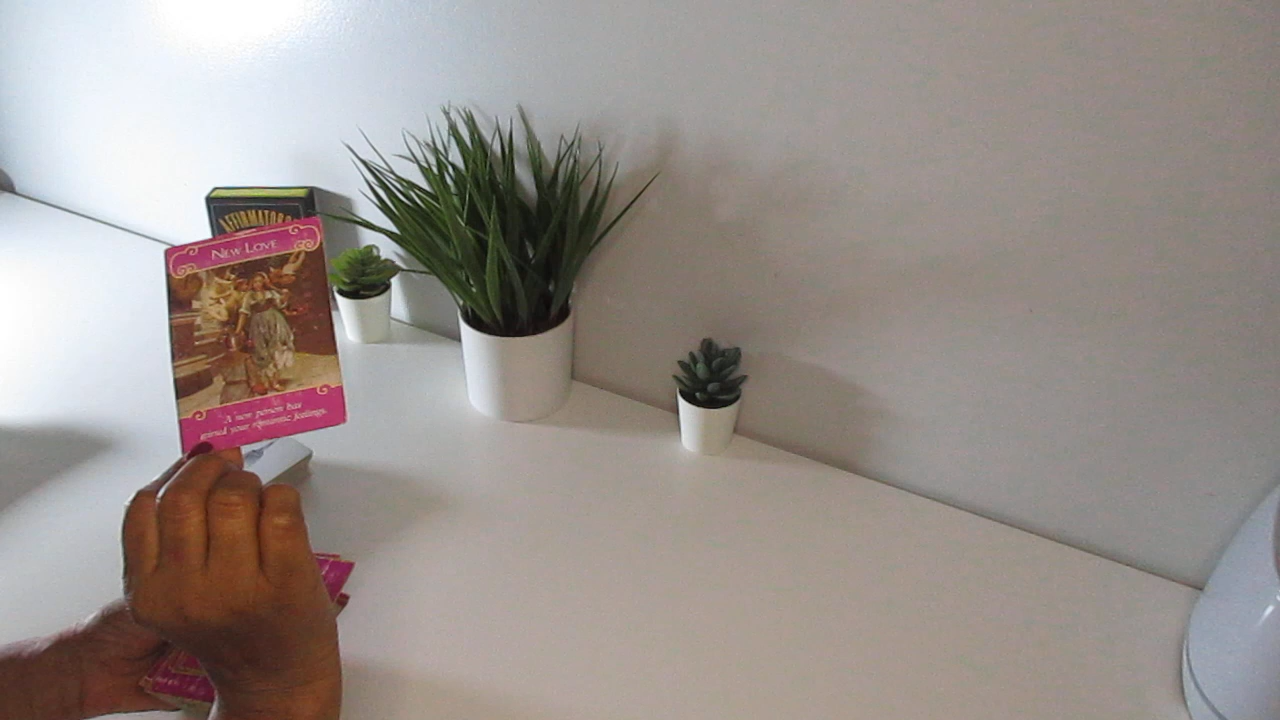 AFFIRMATORS!
NEW LOVE
A new person has
stirred your romantic feelings.